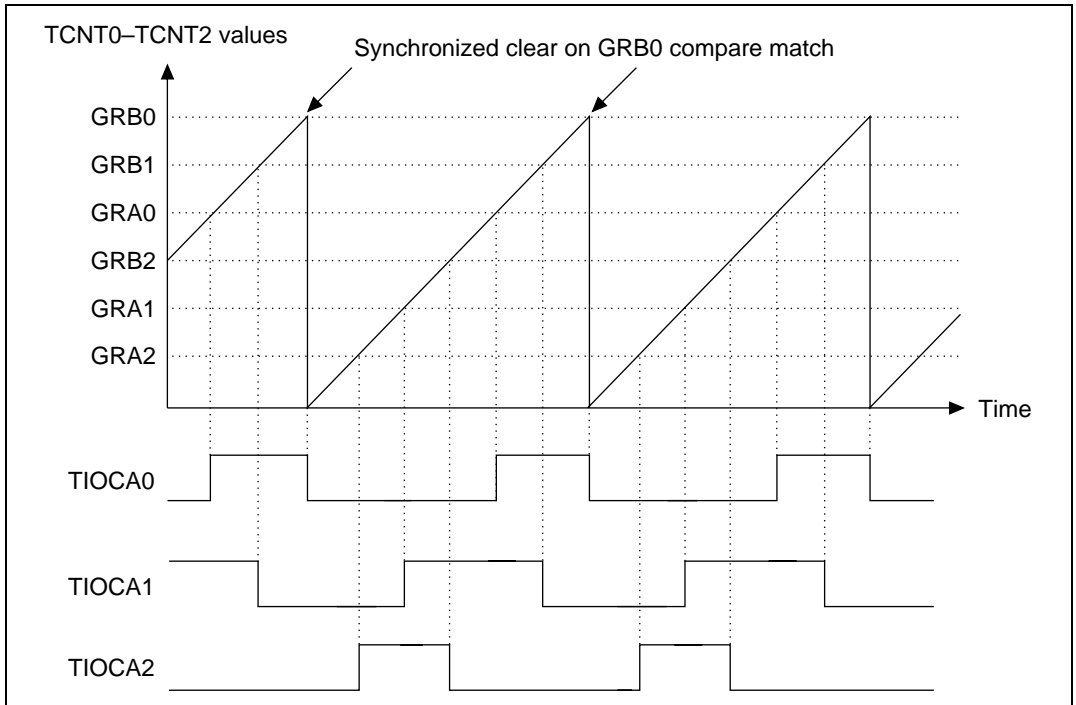 TCNT0–TCNT2 values
Synchronized clear on GRB0 compare match
GRB0
GRB1
GRA0
GRB2
GRA1
GRA2
Time
TIOCA0
TIOCA1
TIOCA2